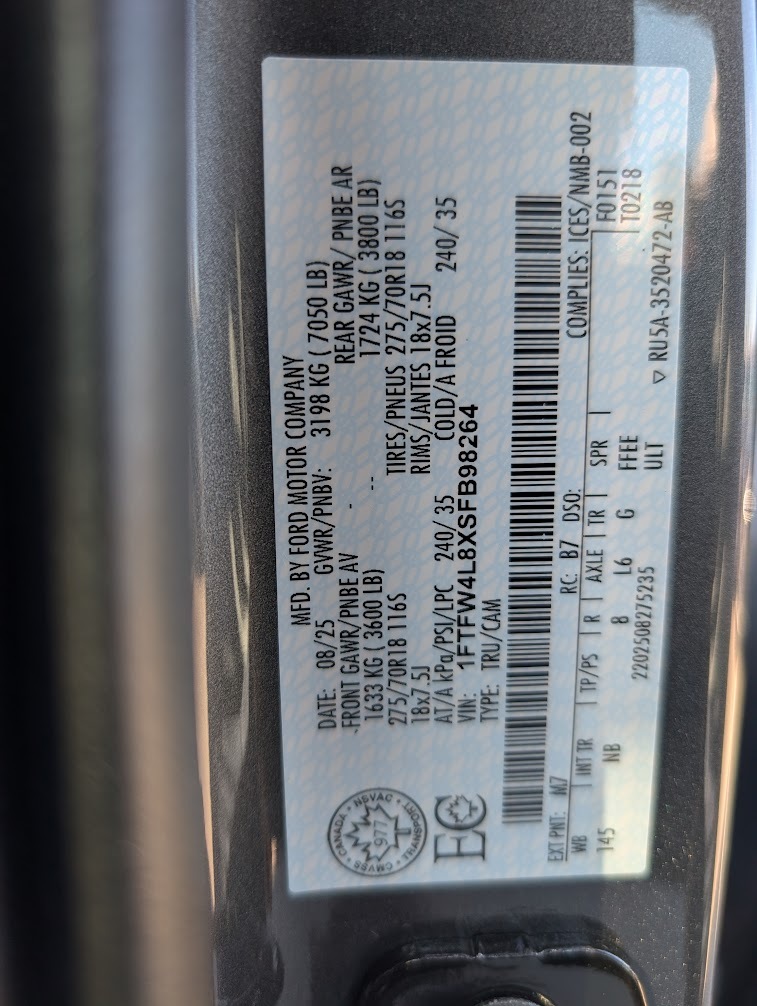 MFD. BY FORD MOTOR COMPANY
DATE: 08/25 GVWR/PNBV: 3198 KG ( 7050 LB)
FRONT GAWR/PNBE AV - REAR GAWR/ PNBE AR
1633 KG (3600 LB) -- 1724 KG ( 3800 LB)
275/70R18 116S TIRES/PNEUS 275/70R18 116S
18x7.5J RIMS/JANTES 18x7.5J
AT/A kPa/PSI/LPC 240/ 35 COLD/A FROID 240/ 35
VIN: 1FTFW4L8XSFB98264
TYPE: TRU/CAM
CANADA • NSVAC • TRANSPORT • CMVSS •
977
EC
EXT PNT: M7 RC: B7 DSO: COMPLIES: ICES/NMB-002
WB INT TR TP/PS R AXLE TR SPR F0151
145 NB B L6 G FFEE T0218
2202508275235 ULT ▽ RU5A-3520472-AB